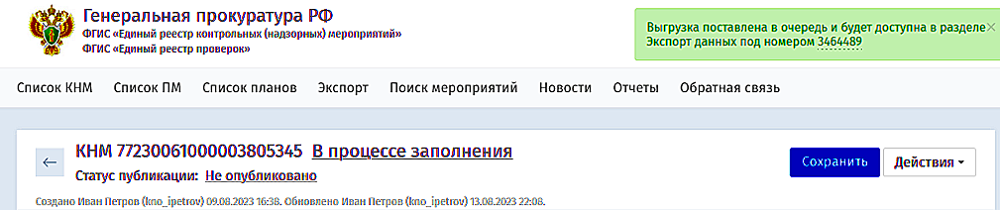 Генеральная прокуратура РФ
ФГИС «Единый реестр контрольных (надзорных) мероприятий»
ФГИС «Единый реестр проверок»
Выгрузка поставлена в очередь и будет доступна в разделе
Экспорт данных под номером 3464489
Список КНМ Список ПМ Список планов Экспорт Поиск мероприятий Новости Отчеты Обратная связь
КНМ 77230061000003805345 В процессе заполнения
Сохранить Действия
Статус публикации: Не опубликовано
Создано Иван Петров (kno_ipetrov) 09.08.2023 16:38. Обновлено Иван Петров (kno_ipetrov) 13.08.2023 22:08.